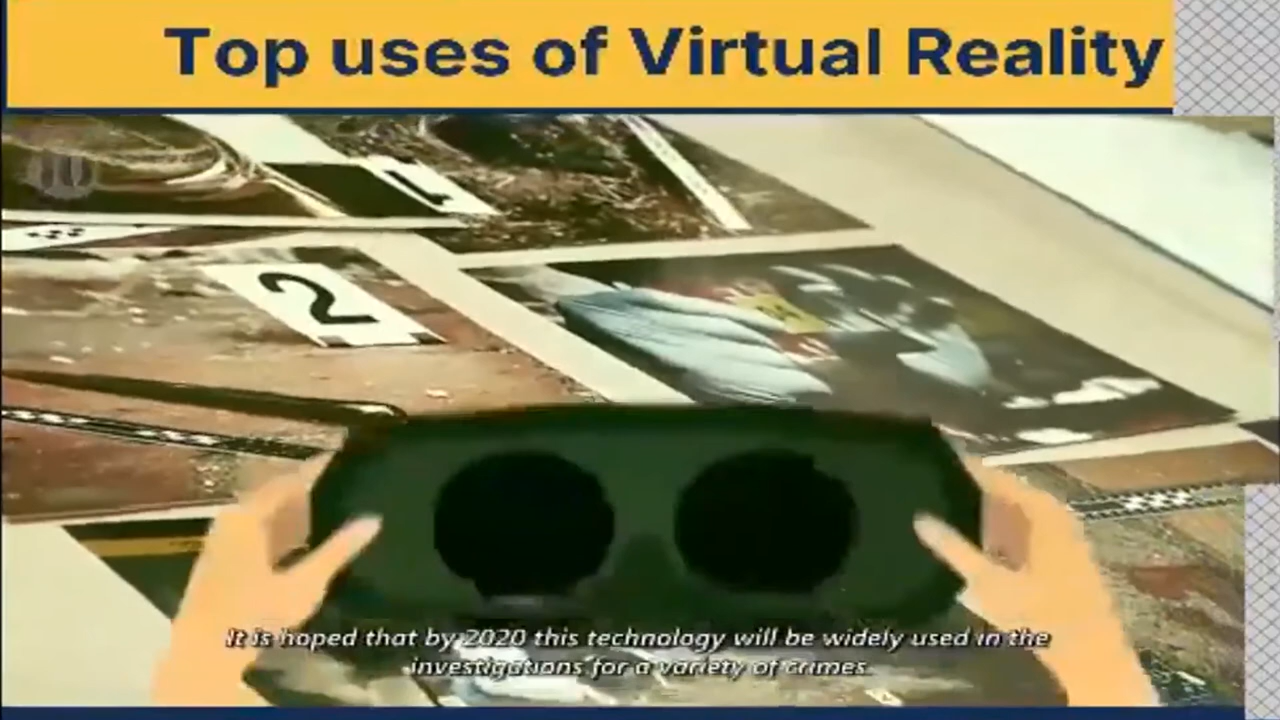 Top uses of Virtual Reality
1
2
It is hoped that by 2020 this technology will be widely used in the
investigations for a variety of crimes.